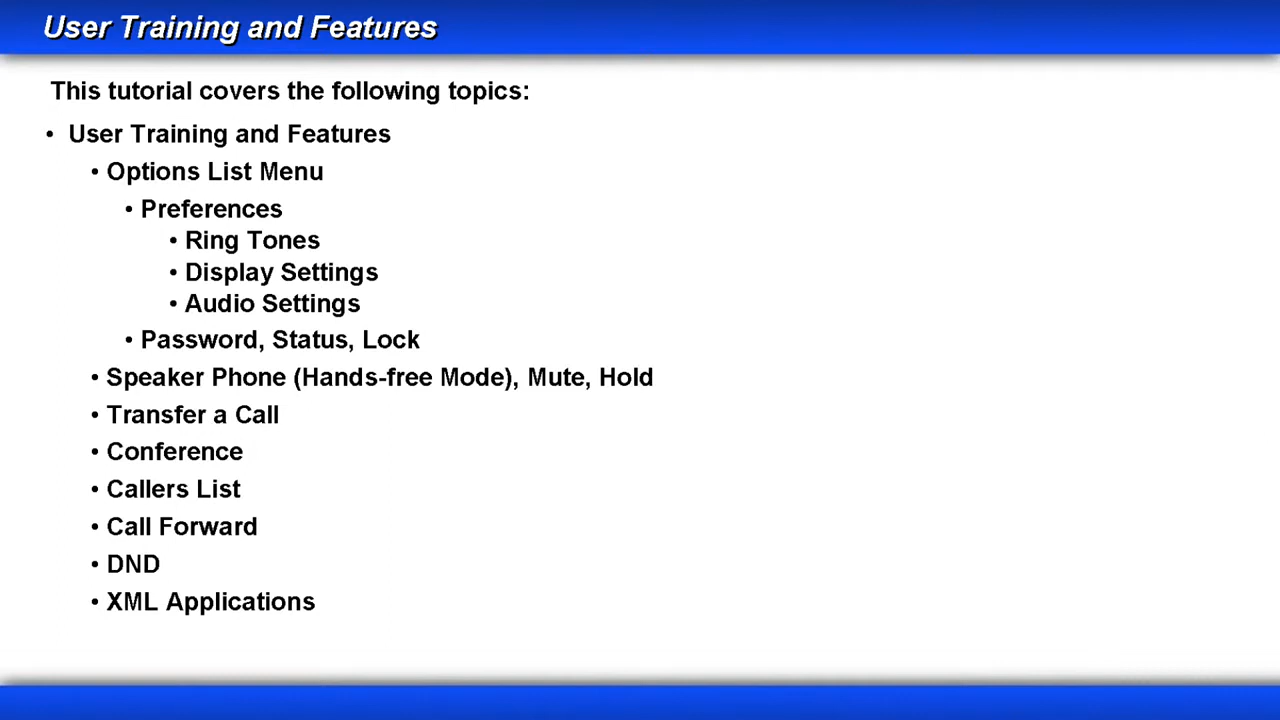 User Training and Features
This tutorial covers the following topics:
• User Training and Features
• Options List Menu
• Preferences
• Ring Tones
• Display Settings
• Audio Settings
• Password, Status, Lock
• Speaker Phone (Hands-free Mode), Mute, Hold
• Transfer a Call
• Conference
• Callers List
• Call Forward
• DND
• XML Applications